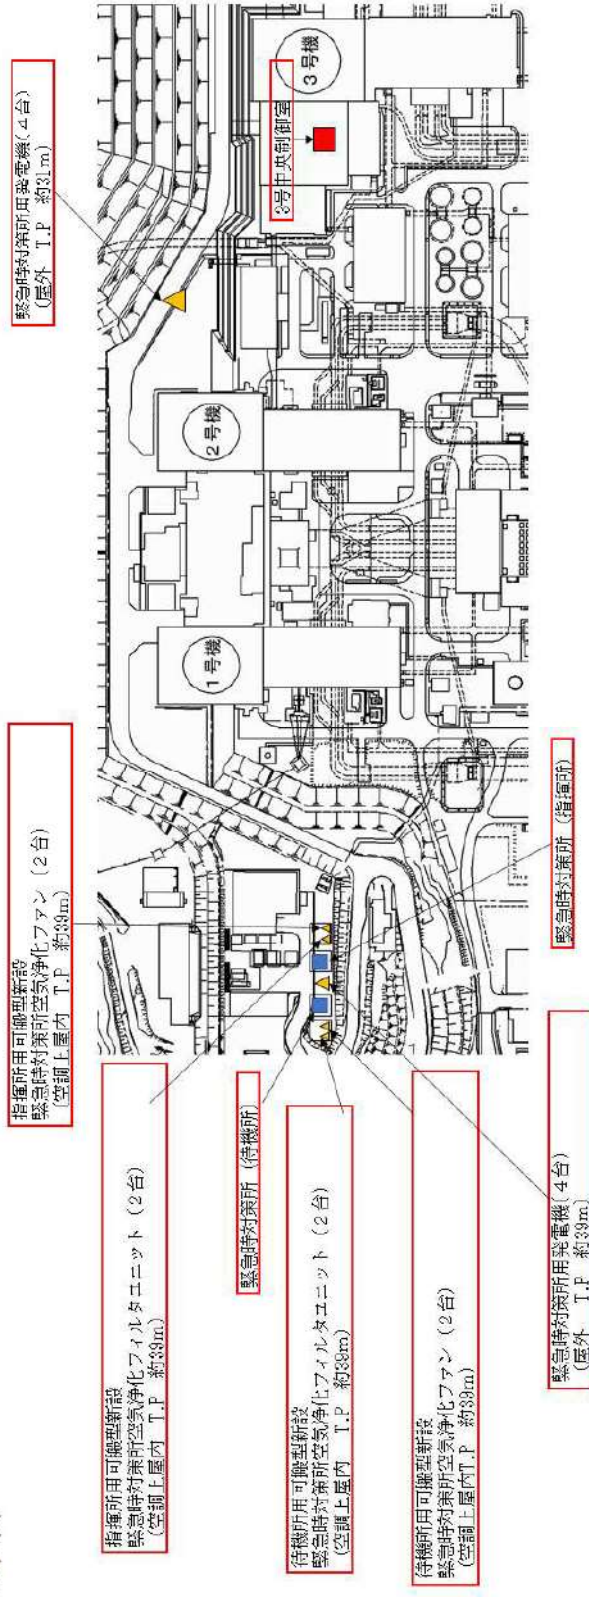 緊急時対策所用発電機(4台)
(屋外 T.P 約31m)
3号機
3号中央制御室
2号機
1号機
指揮所用可搬型新設
緊急時対策所空気浄化ファン(2台)
(空調上屋内 T.P 約39m)
緊急時対策所(指揮所)
指揮所用可搬型新設
緊急時対策所空気浄化フィルタユニット(2台)
(空調上屋内 T.P 約39m)
緊急時対策所(待機所)
待機所用可搬型新設
緊急時対策所空気浄化フィルタユニット(2台)
(空調上屋内 T.P 約39m)
待機所用可搬型新設
緊急時対策所空気浄化ファン(2台)
(空調上屋内T.P 約39m)
緊急時対策所用発電機(4台)
(屋外 T.P 約39m)